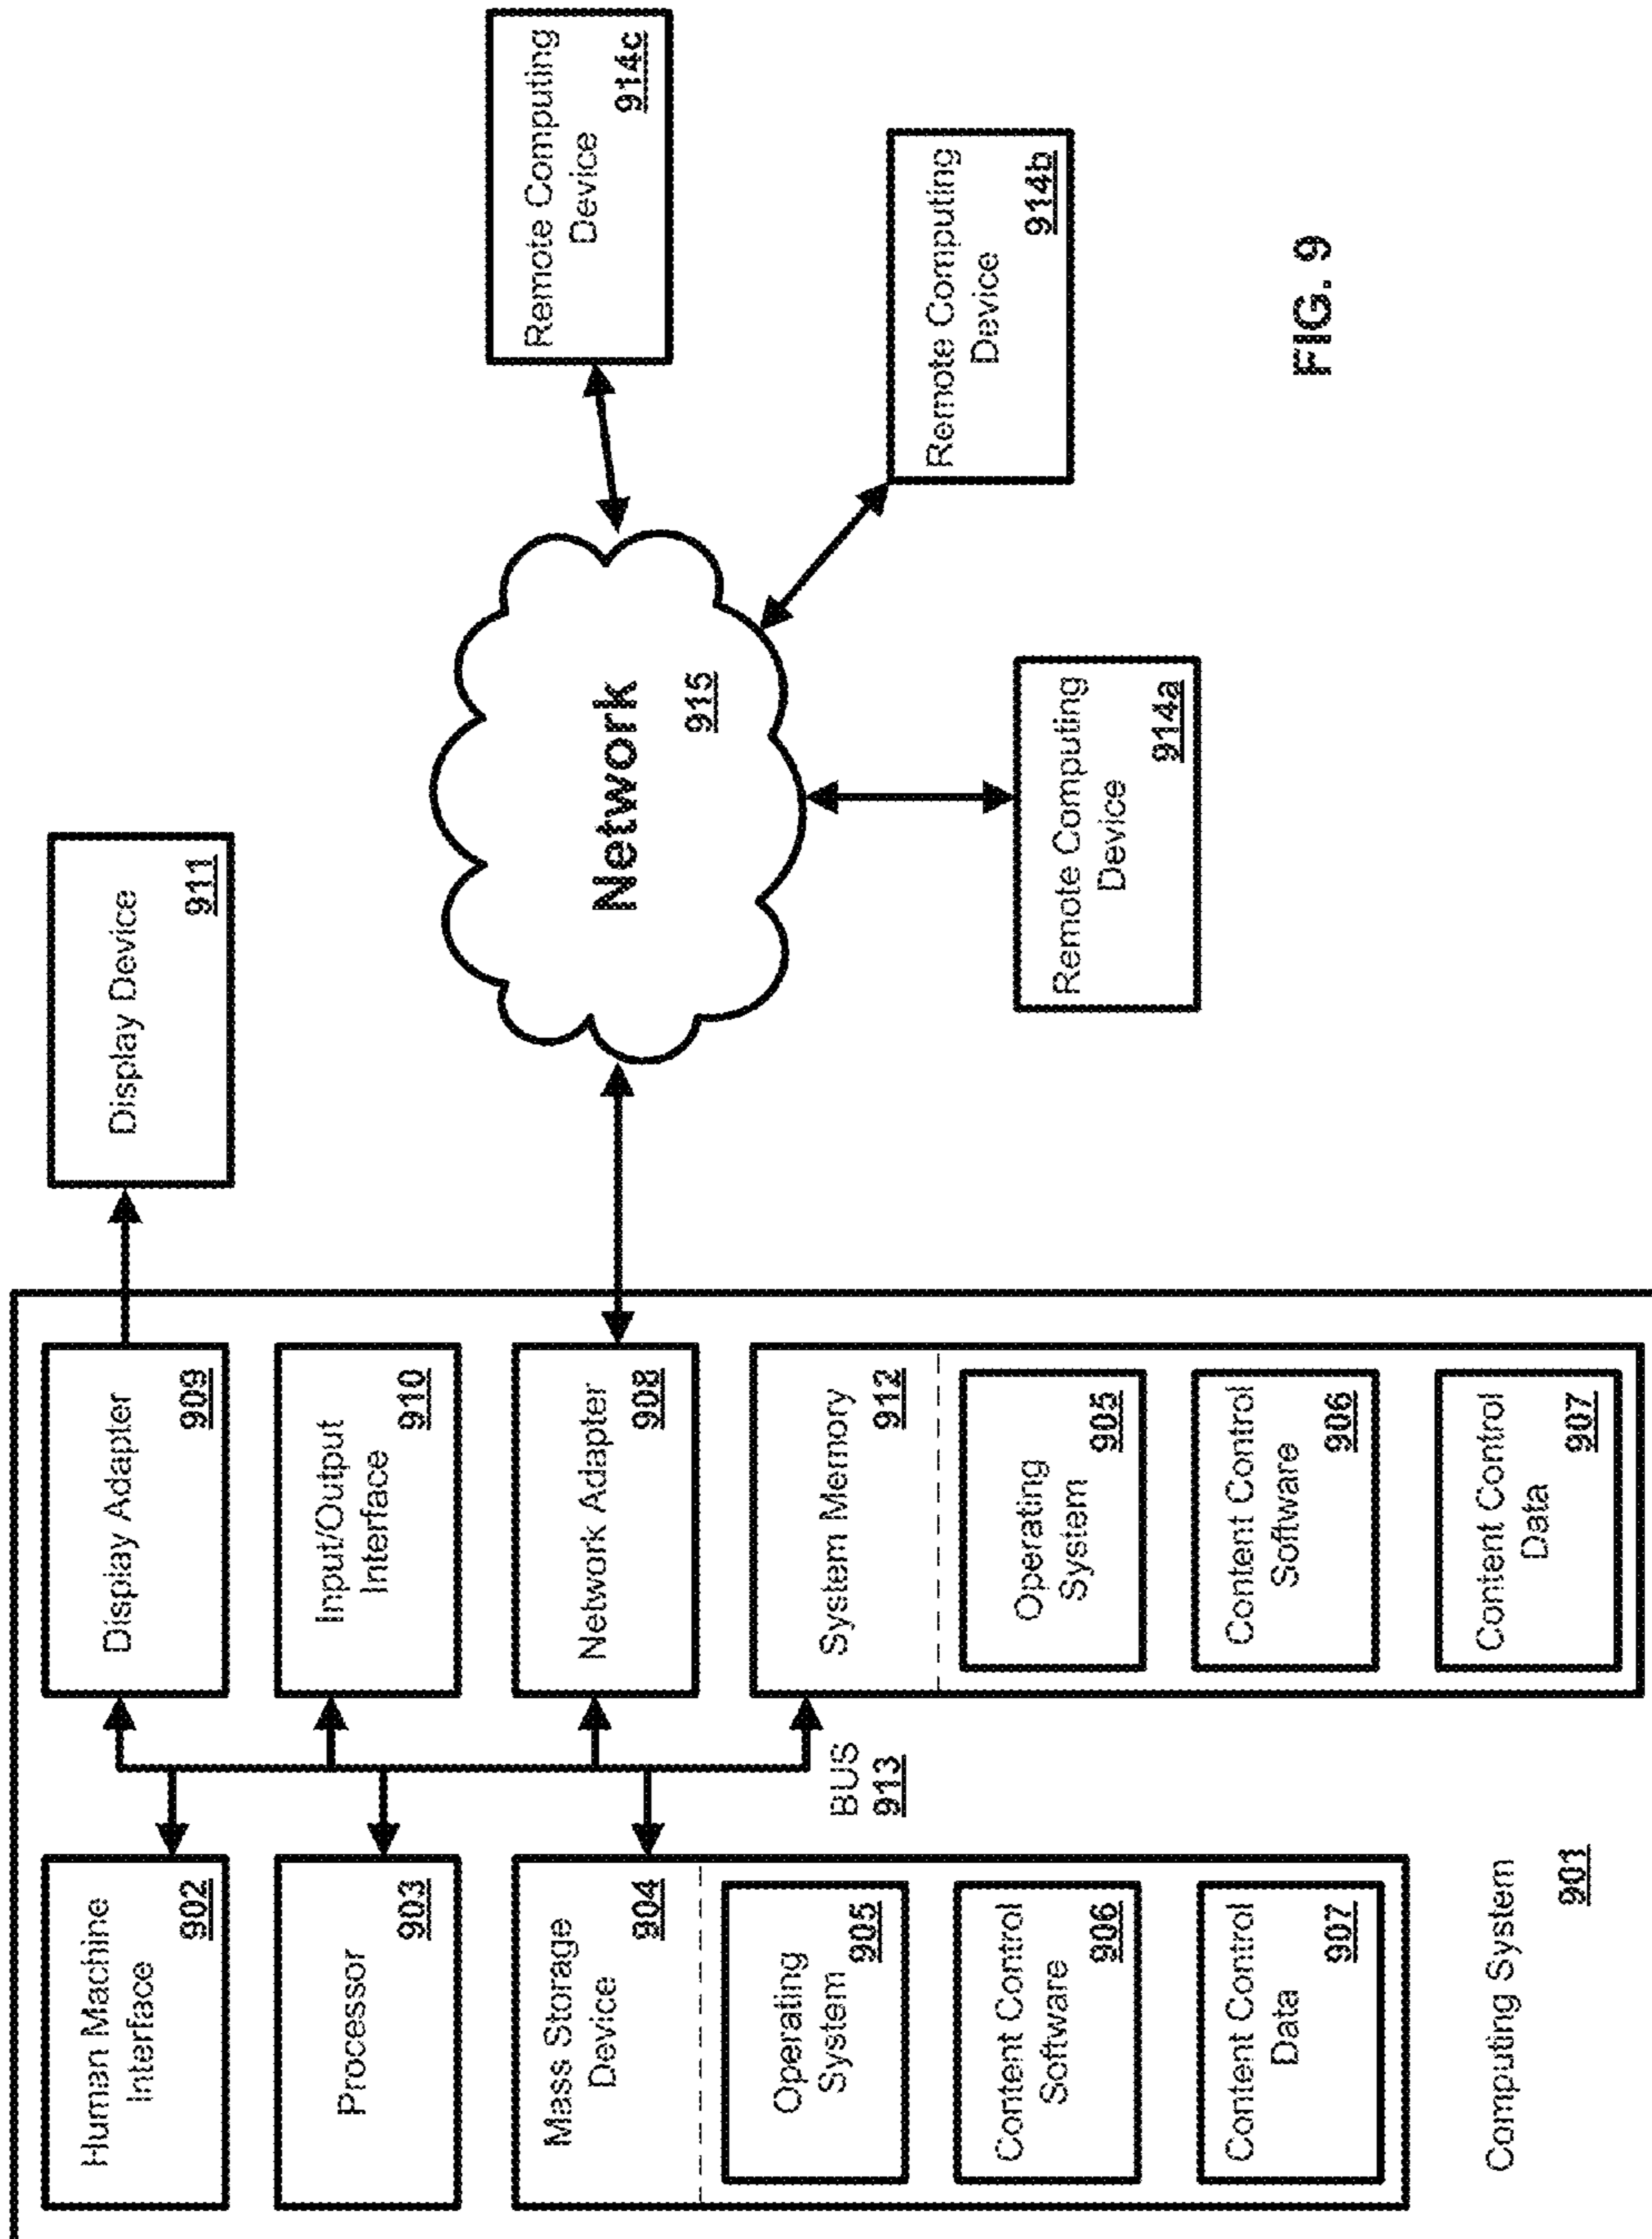 Human Machine
Interface
902
Processor
903
Mass Storage
Device
904
Operating
System
905
Content Control
Software
906
Content Control
Data
907
Computing System
901
BUS
913
Display Adapter
909
Input/Output
Interface
910
Network Adapter
908
System Memory
912
Operating
System
905
Content Control
Software
906
Content Control
Data
907
Display Device
911
Network
915
Remote Computing
Device
914a
Remote Computing
Device
914b
Remote Computing
Device
914c
FIG. 9